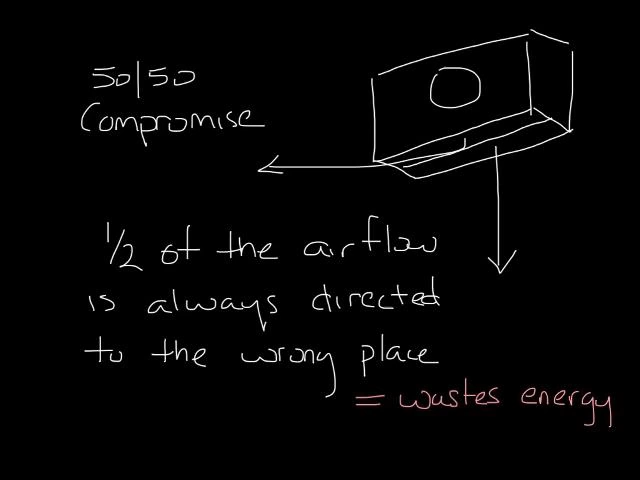 50/50
Compromise
1/2 of the airflow
is always directed
to the wrong place
= wastes energy